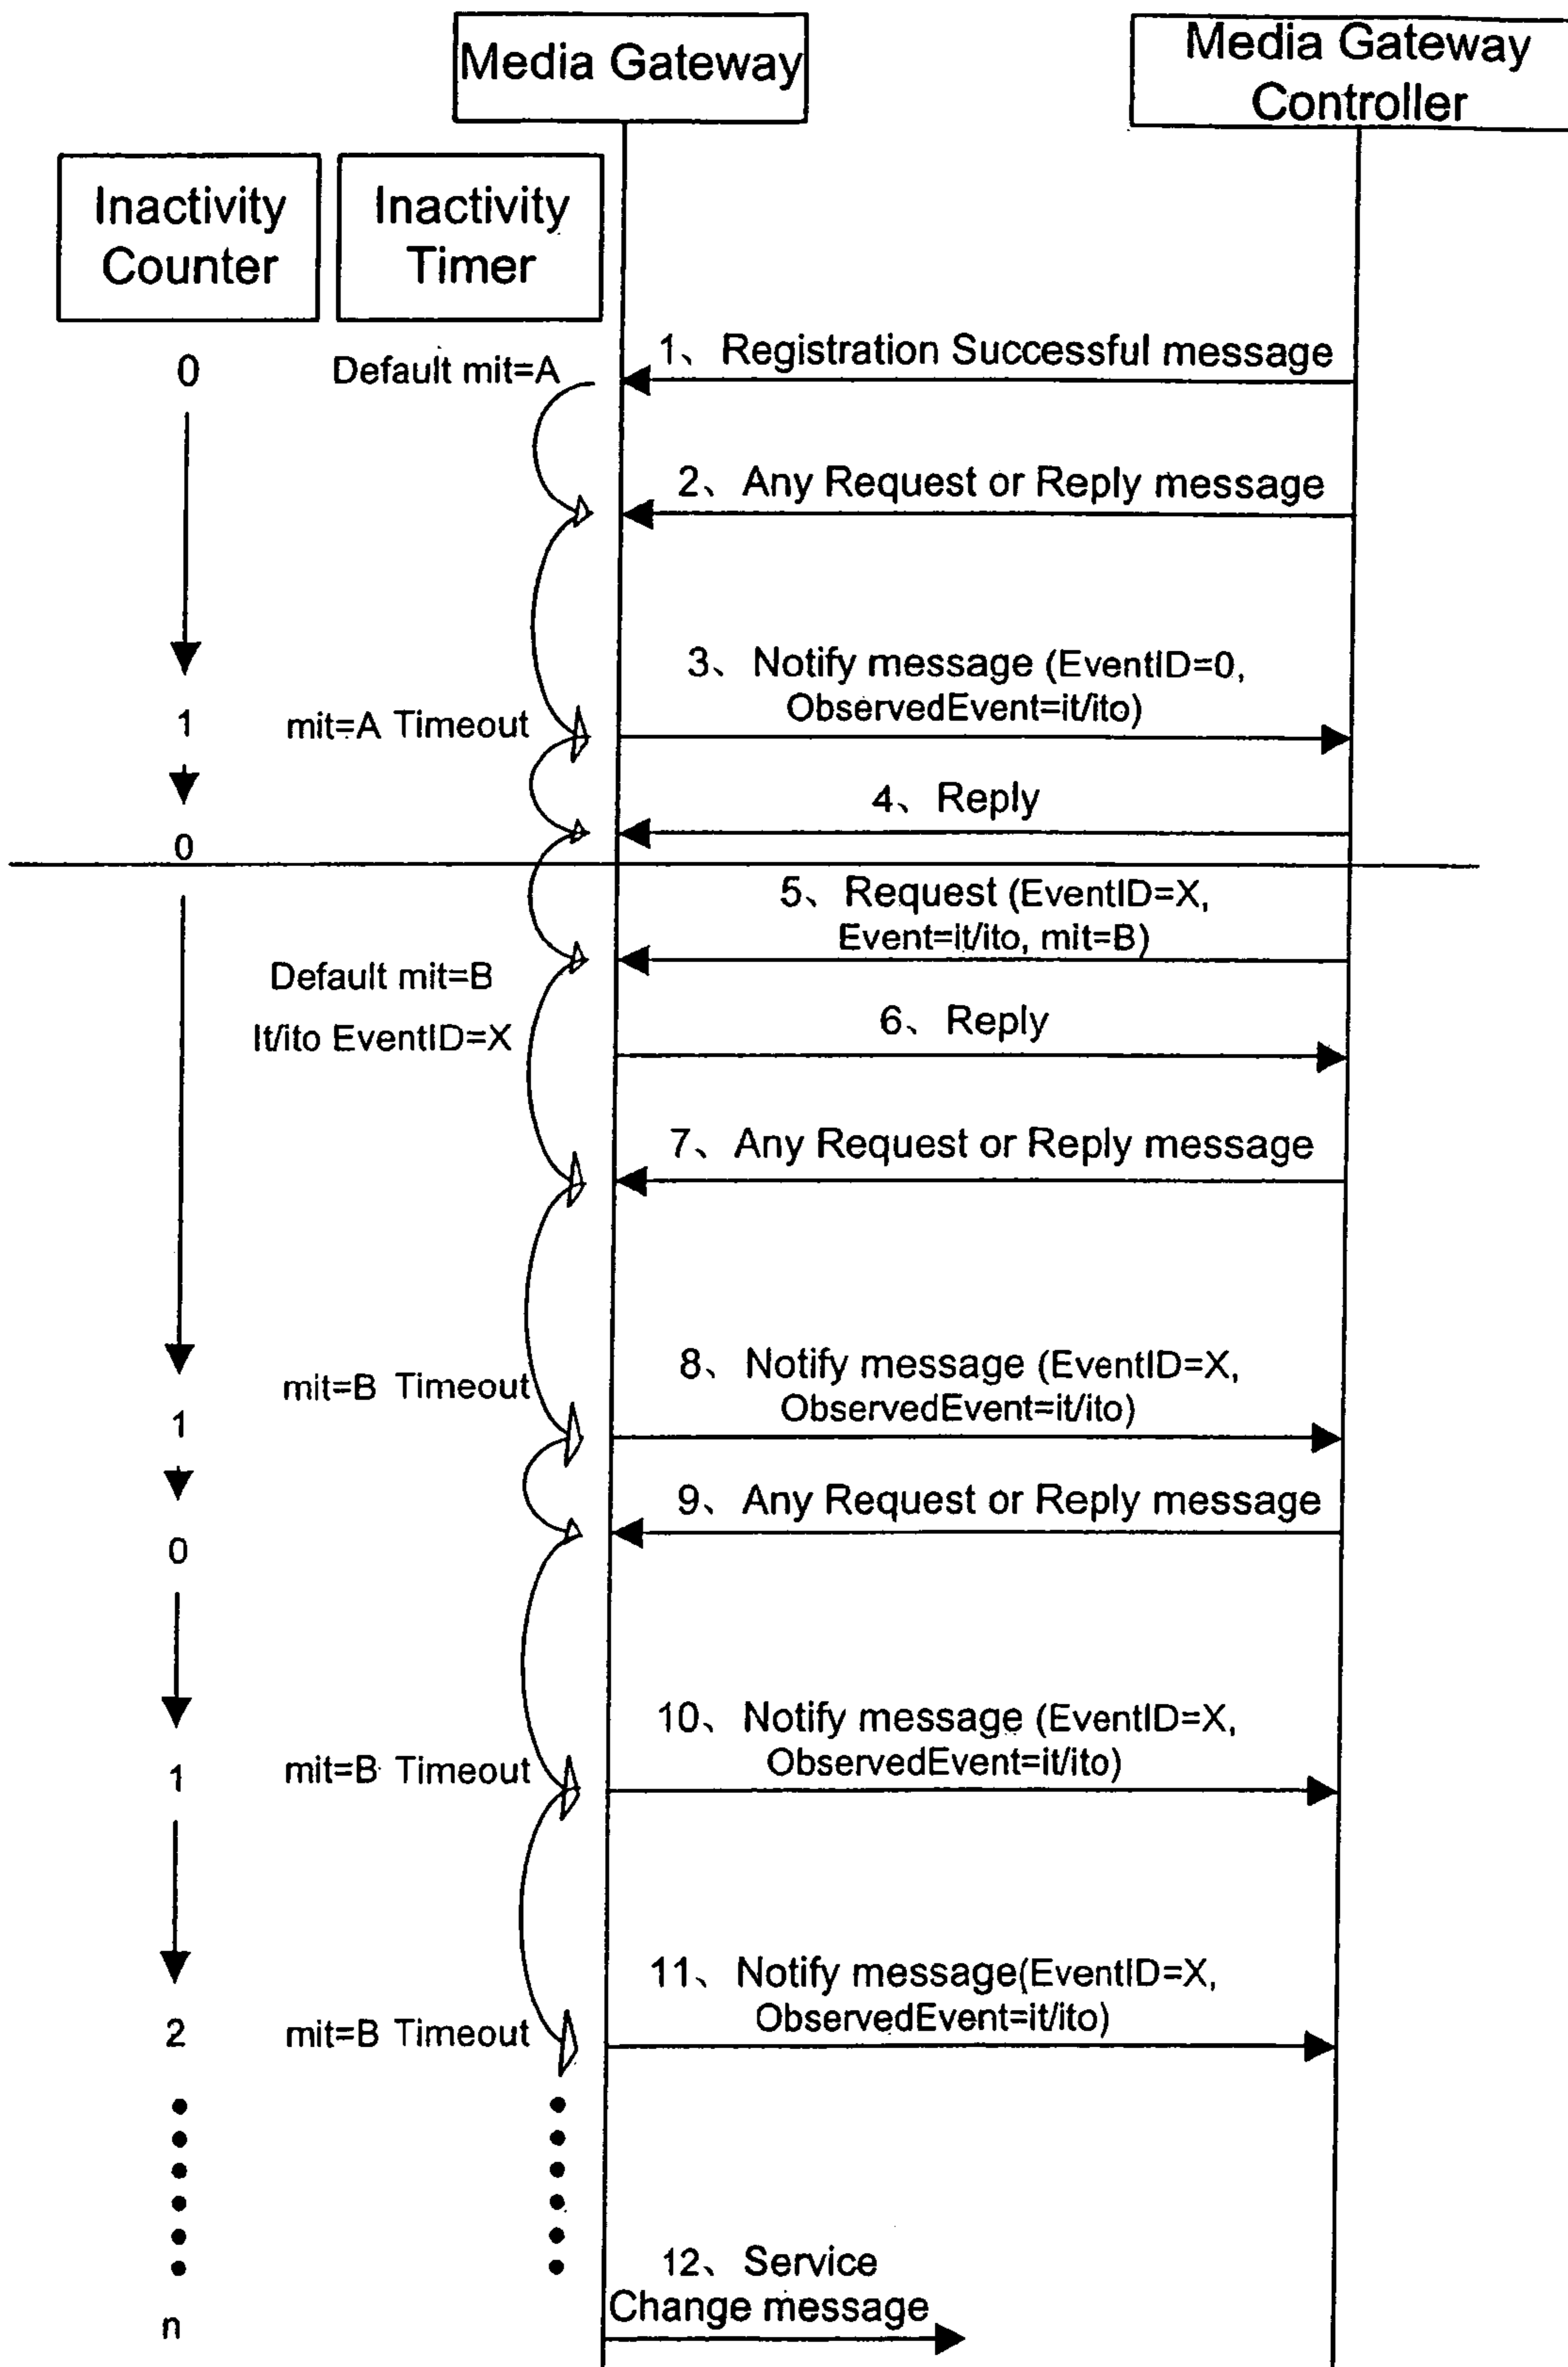 Media Gateway
Media Gateway
Controller
Inactivity
Counter
Inactivity
Timer
0
Default mit=A
1、Registration Successful message
2、Any Request or Reply message
3、Notify message (EventID=0,
ObservedEvent=it/ito)
1
mit=A Timeout
4、Reply
0
5、Request (EventID=X,
Event=it/ito, mit=B)
Default mit=B
It/ito EventID=X
6、Reply
7、Any Request or Reply message
8、Notify message (EventID=X,
ObservedEvent=it/ito)
mit=B Timeout
1
9、Any Request or Reply message
0
10、Notify message (EventID=X,
ObservedEvent=it/ito)
1
mit=B Timeout
11、Notify message(EventID=X,
ObservedEvent=it/ito)
2
mit=B Timeout
12、Service
Change message
n